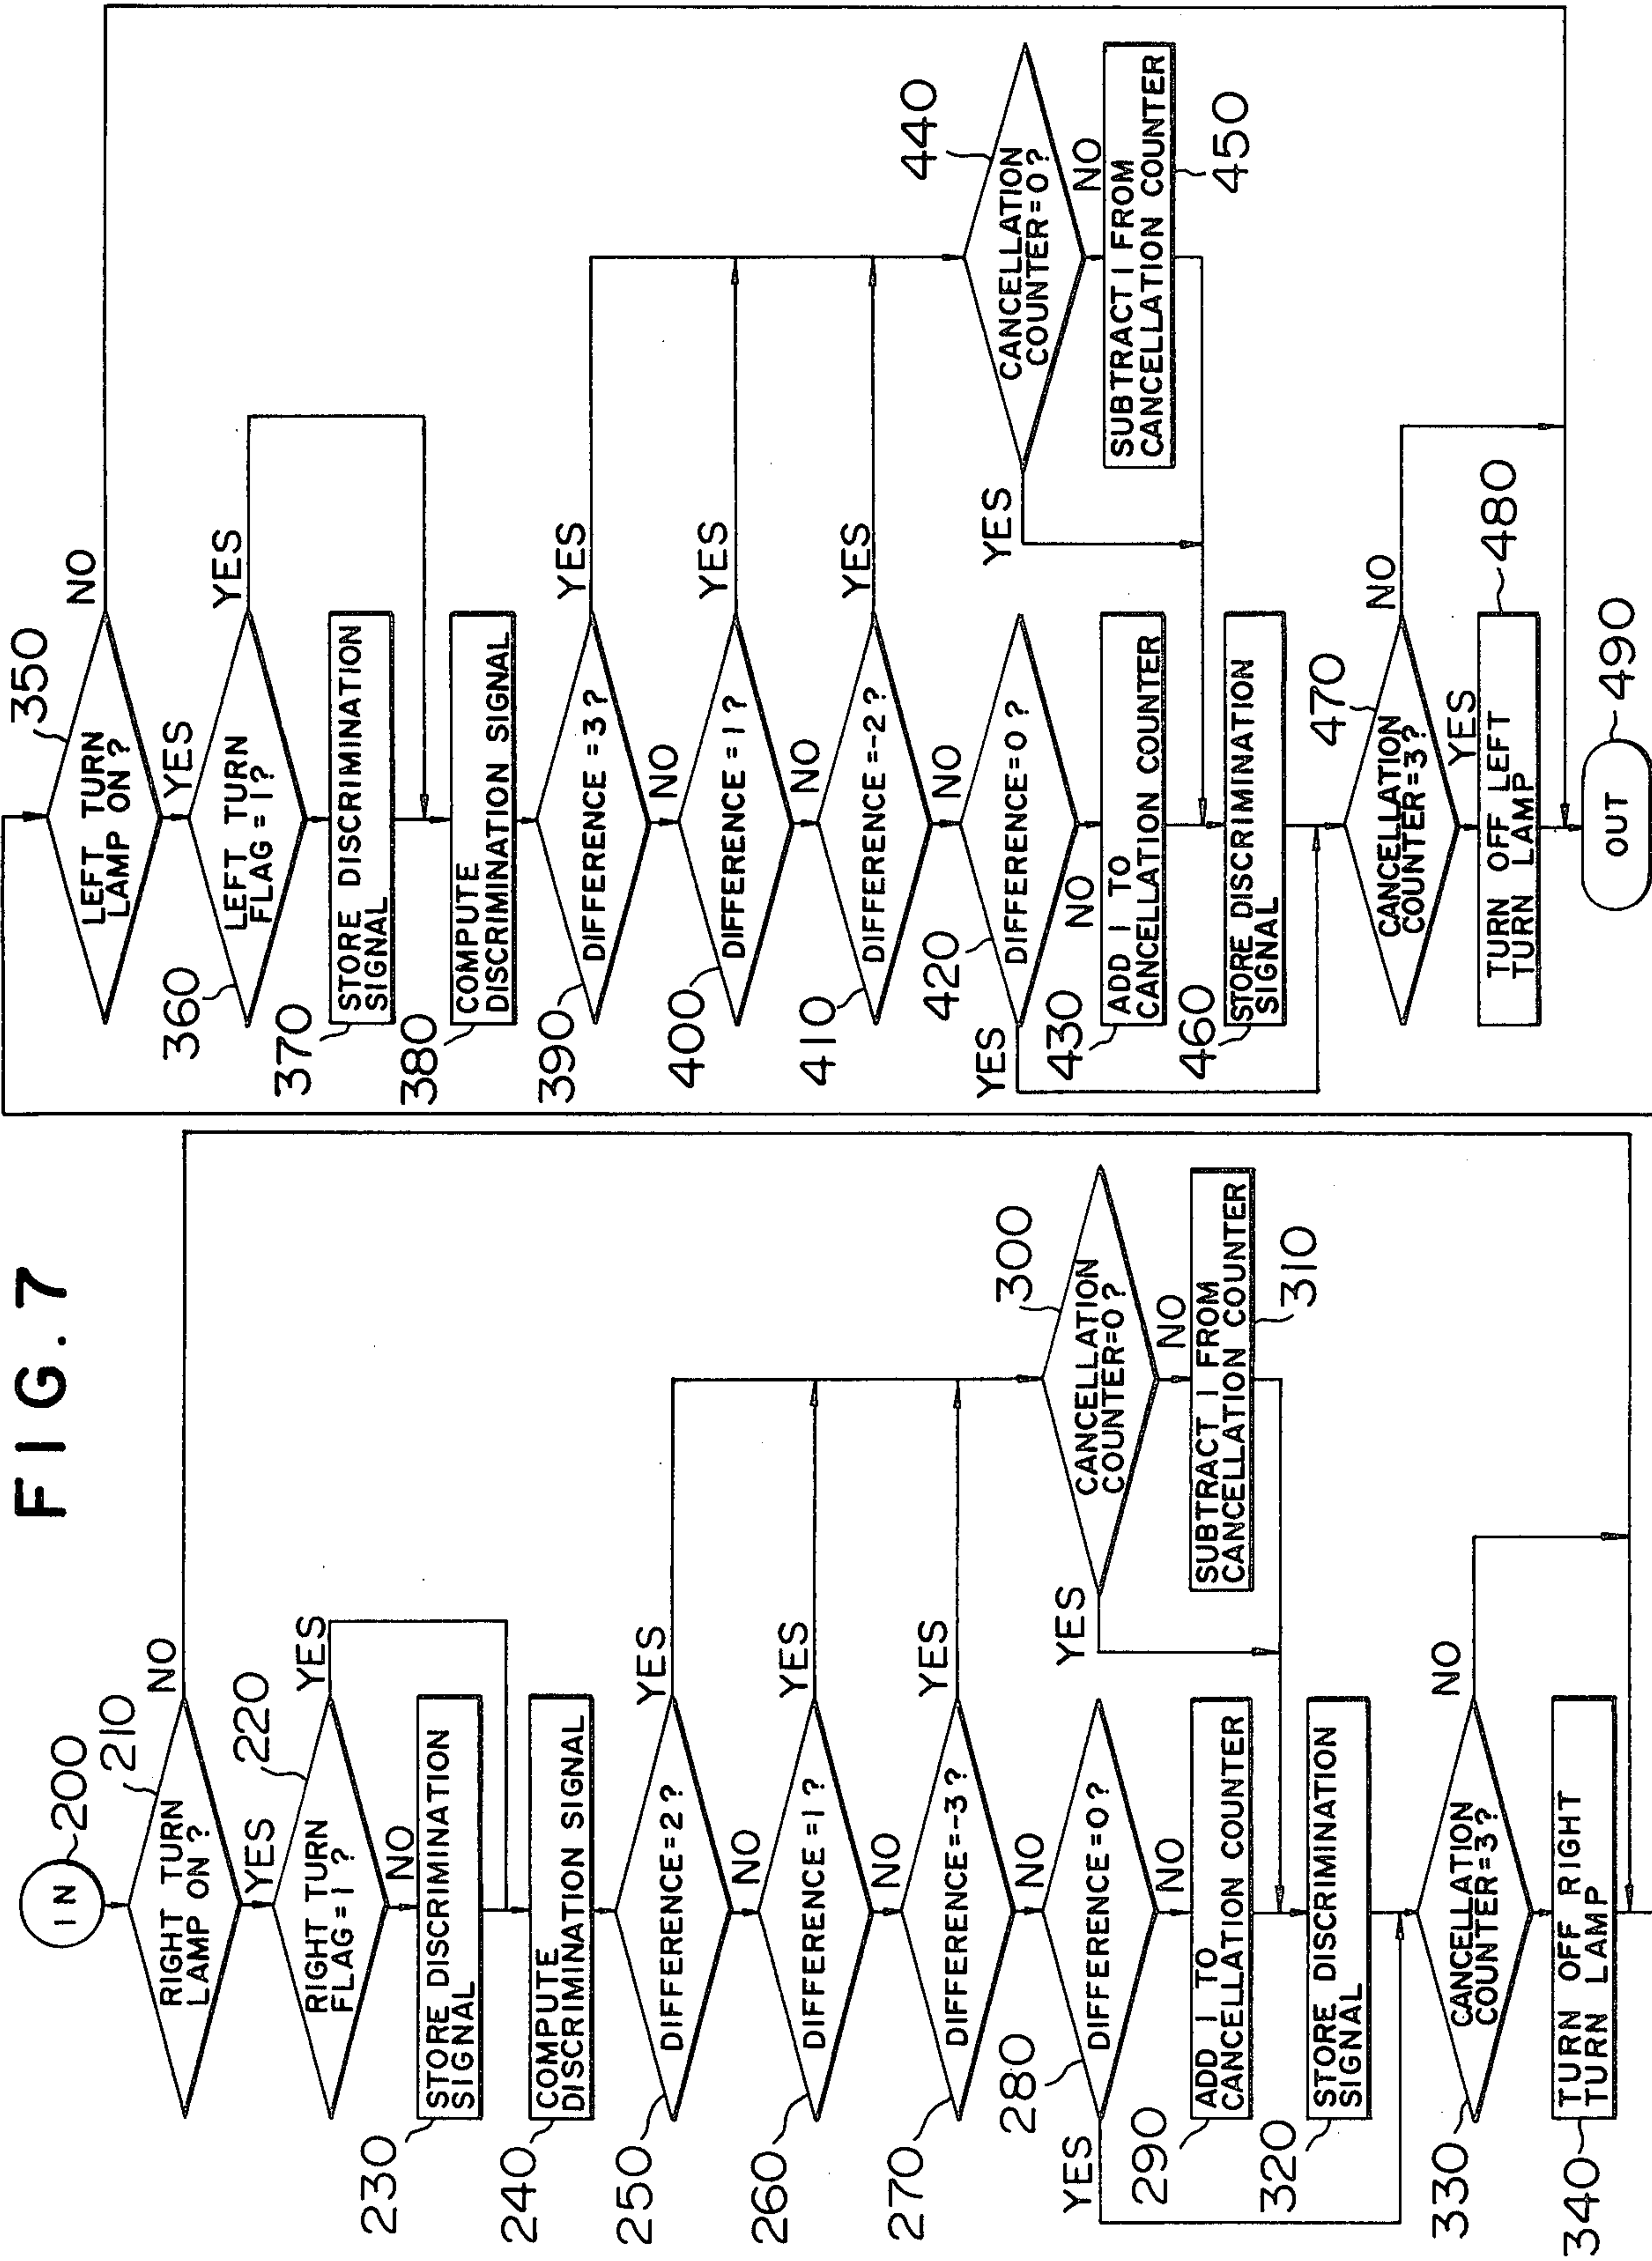 FIG. 7
IN
200
210
RIGHT TURN
LAMP ON ?
NO
YES
220
RIGHT TURN
FLAG=1 ?
YES
NO
230
STORE DISCRIMINATION
SIGNAL
240
COMPUTE
DISCRIMINATION SIGNAL
250
DIFFERENCE=2 ?
YES
NO
260
DIFFERENCE =1 ?
YES
NO
270
DIFFERENCE=-3 ?
YES
NO
280
DIFFERENCE=0 ?
YES
NO
290
ADD 1 TO
CANCELLATION COUNTER
300
CANCELLATION
COUNTER=0 ?
YES
NO
SUBTRACT 1 FROM
CANCELLATION COUNTER
310
320
STORE DISCRIMINATION
SIGNAL
330
CANCELLATION
COUNTER=3 ?
NO
340
TURN OFF RIGHT
TURN LAMP
350
LEFT TURN
LAMP ON ?
NO
YES
360
LEFT TURN
FLAG = 1 ?
YES
370
STORE DISCRIMINATION
SIGNAL
380
COMPUTE
DISCRIMINATION SIGNAL
390
DIFFERENCE = 3 ?
YES
NO
400
DIFFERENCE = 1 ?
YES
NO
410
DIFFERENCE =-2 ?
YES
NO
420
DIFFERENCE=0 ?
YES
NO
430
ADD 1 TO
CANCELLATION COUNTER
440
CANCELLATION
COUNTER=0 ?
YES
NO
SUBTRACT 1 FROM
CANCELLATION COUNTER
450
460
STORE DISCRIMINATION
SIGNAL
470
CANCELLATION
COUNTER=3 ?
NO
YES
480
TURN OFF LEFT
TURN LAMP
OUT
490